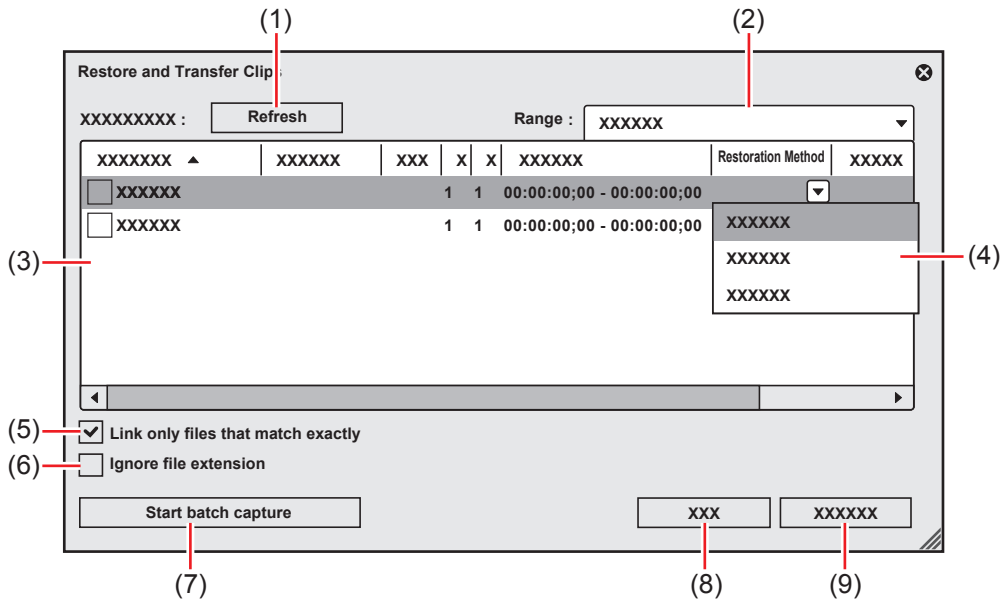 (1)
(2)
Restore and Transfer Clips
XXXXXXXXX :
Refresh
Range :
XXXXXX
XXXXXXX
XXXXXX
XXX
X
X
XXXXXX
Restoration Method
XXXXX
XXXXXX
1
1
00:00:00;00 - 00:00:00;00
XXXXXX
1
1
00:00:00;00 - 00:00:00;00
XXXXXX
XXXXXX
XXXXXX
(3)
(4)
(5)
Link only files that match exactly
(6)
Ignore file extension
Start batch capture
XXX
XXXXXX
(7)
(8)
(9)